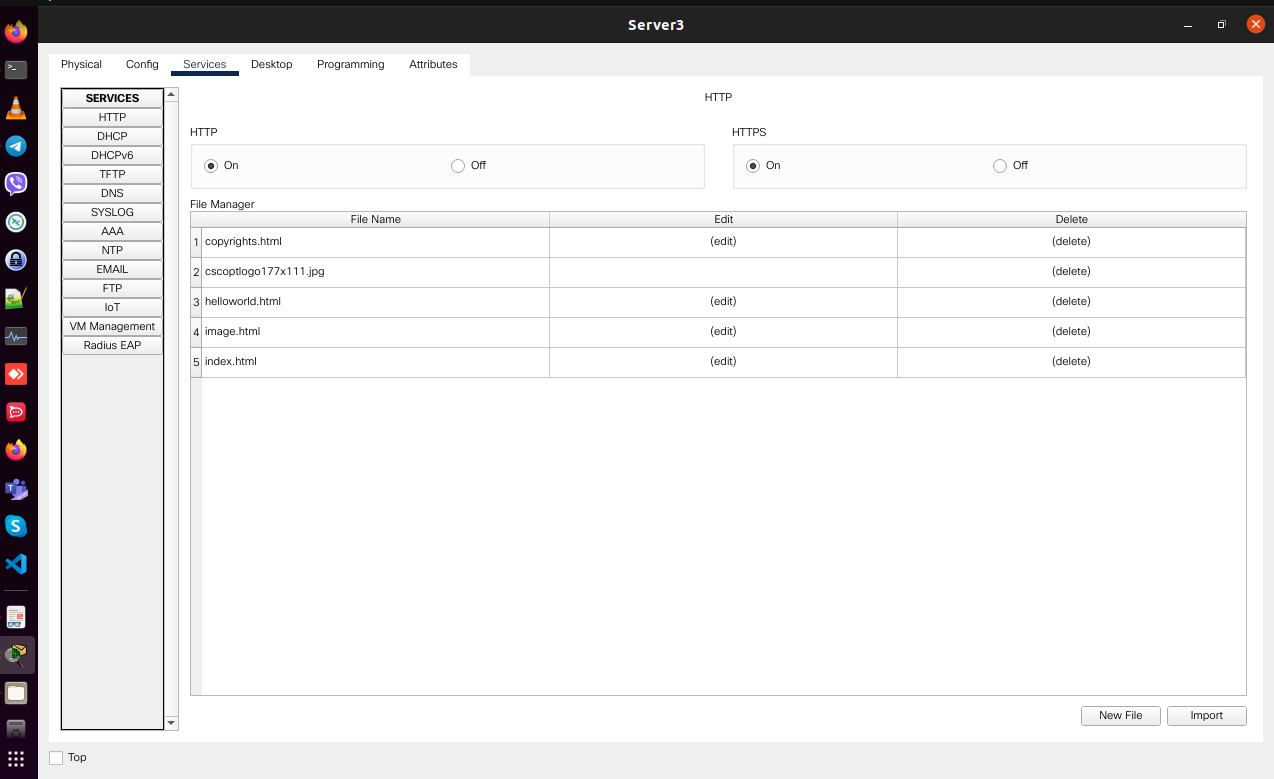 Server3
Physical Config Services Desktop Programming Attributes
SERVICES
HTTP
DHCP
DHCPv6
TFTP
DNS
SYSLOG
AAA
NTP
EMAIL
FTP
IoT
VM Management
Radius EAP
HTTP
HTTP HTTPS
On Off On Off
File Manager
File Name Edit Delete
1 copyrights.html (edit) (delete)
2 cscoptlogo177x111.jpg (delete)
3 helloworld.html (edit) (delete)
4 image.html (edit) (delete)
5 index.html (edit) (delete)
New File Import
Top